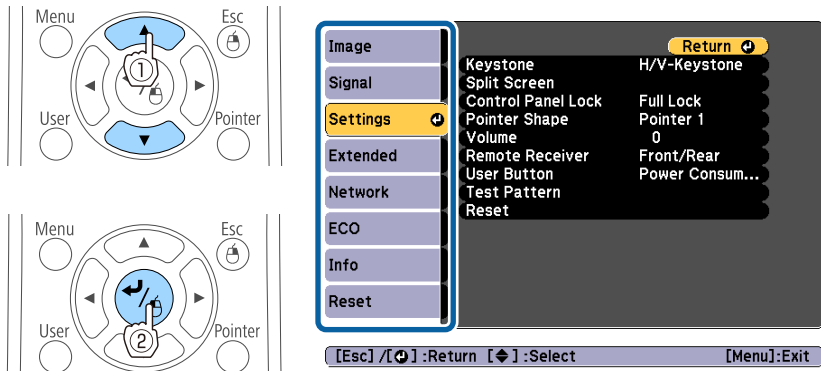 Menu
Esc
①
User
Pointer
Menu
Esc
User
②
Pointer
Image
Signal
Settings
Extended
Network
ECO
Info
Reset
Return
Keystone H/V-Keystone
Split Screen
Control Panel Lock Full Lock
Pointer Shape Pointer 1
Volume 0
Remote Receiver Front/Rear
User Button Power Consum...
Test Pattern
Reset
[Esc] /[ ] :Return [ ] :Select [Menu]:Exit